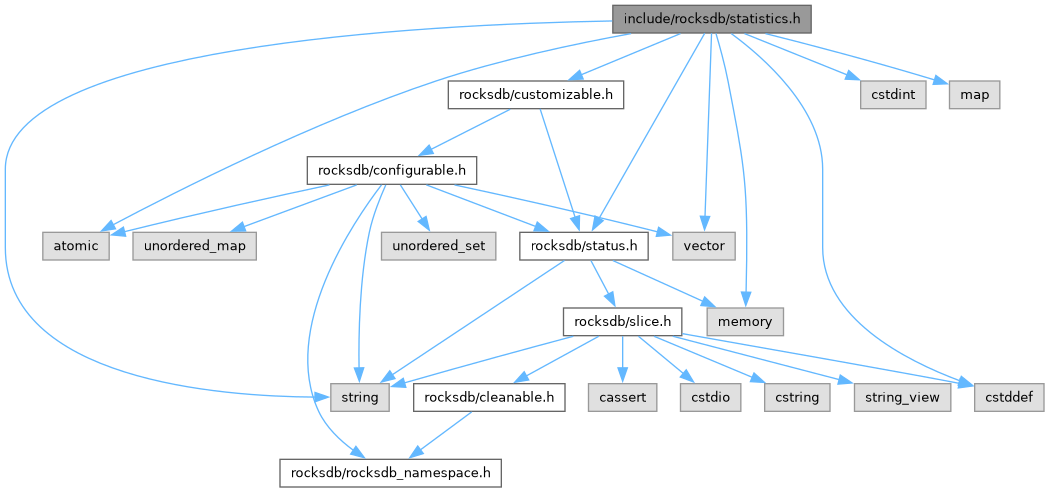 include/rocksdb/statistics.h
rocksdb/customizable.h
cstdint
map
rocksdb/configurable.h
atomic
unordered_map
unordered_set
rocksdb/status.h
vector
rocksdb/slice.h
memory
string
rocksdb/cleanable.h
cassert
cstdio
cstring
string_view
cstddef
rocksdb/rocksdb_namespace.h